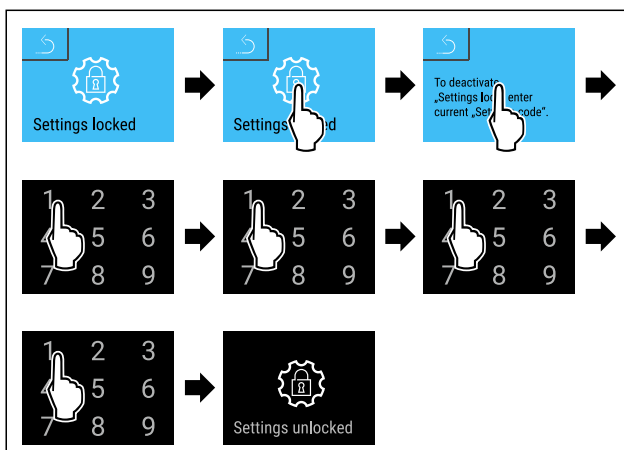 Settings locked
Settings
To deactivate
„Settings enter
current code".
1 2 3
5 6
7 8 9
1 2 3
5 6
7 8 9
1 2 3
5 6
7 8 9
1 2 3
5 6
7 8 9
Settings unlocked